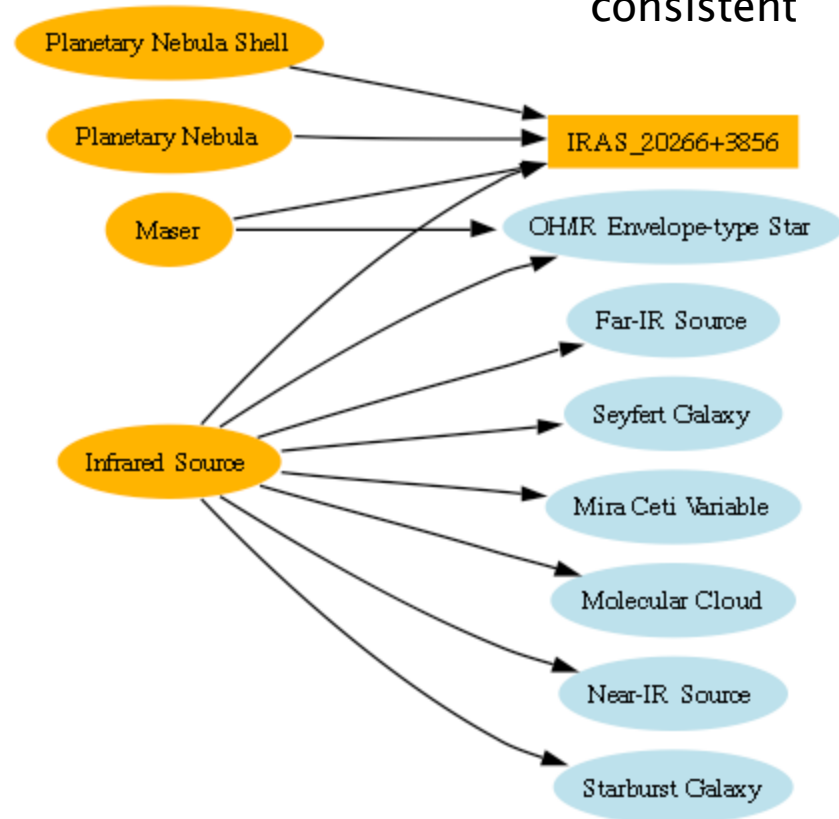 consistent
Planetary Nebula Shell
Planetary Nebula
IRAS_20266+3856
Maser
OH/IR Envelope-type Star
Far-IR Source
Seyfert Galaxy
Infrared Source
Mira Ceti Variable
Molecular Cloud
Near-IR Source
Starburst Galaxy